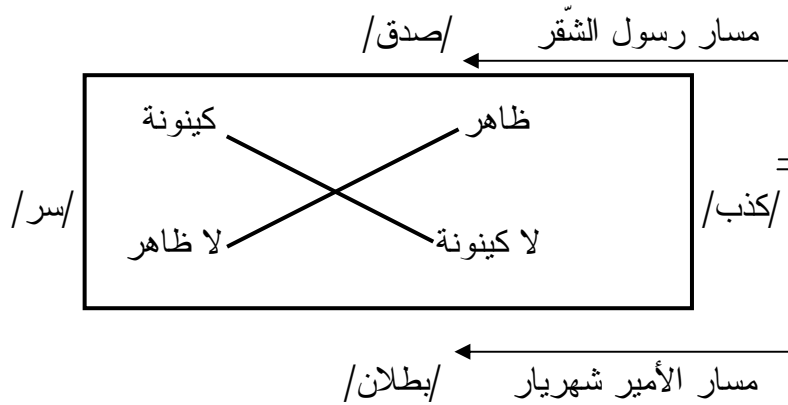 مسار رسول الشّقر /صدق/
ظاهر كينونة
/كذب/ /سر/
لا كينونة لا ظاهر
مسار الأمير شهريار /بطلان/